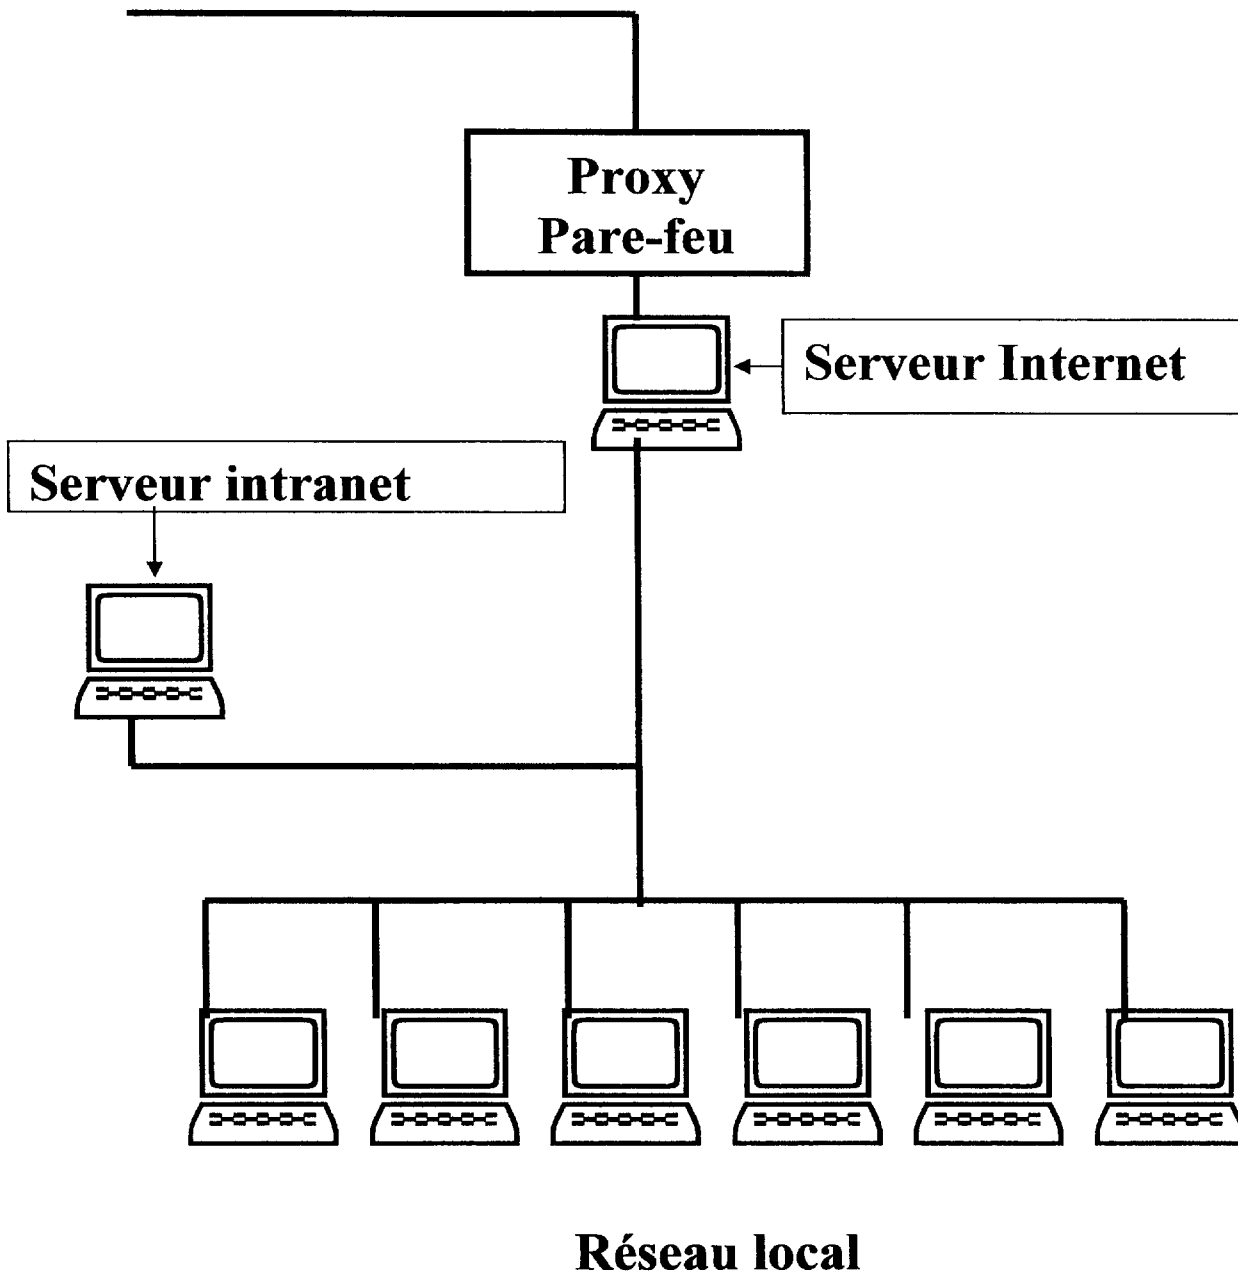 Proxy
Pare-feu
Serveur Internet
Serveur intranet
Réseau local